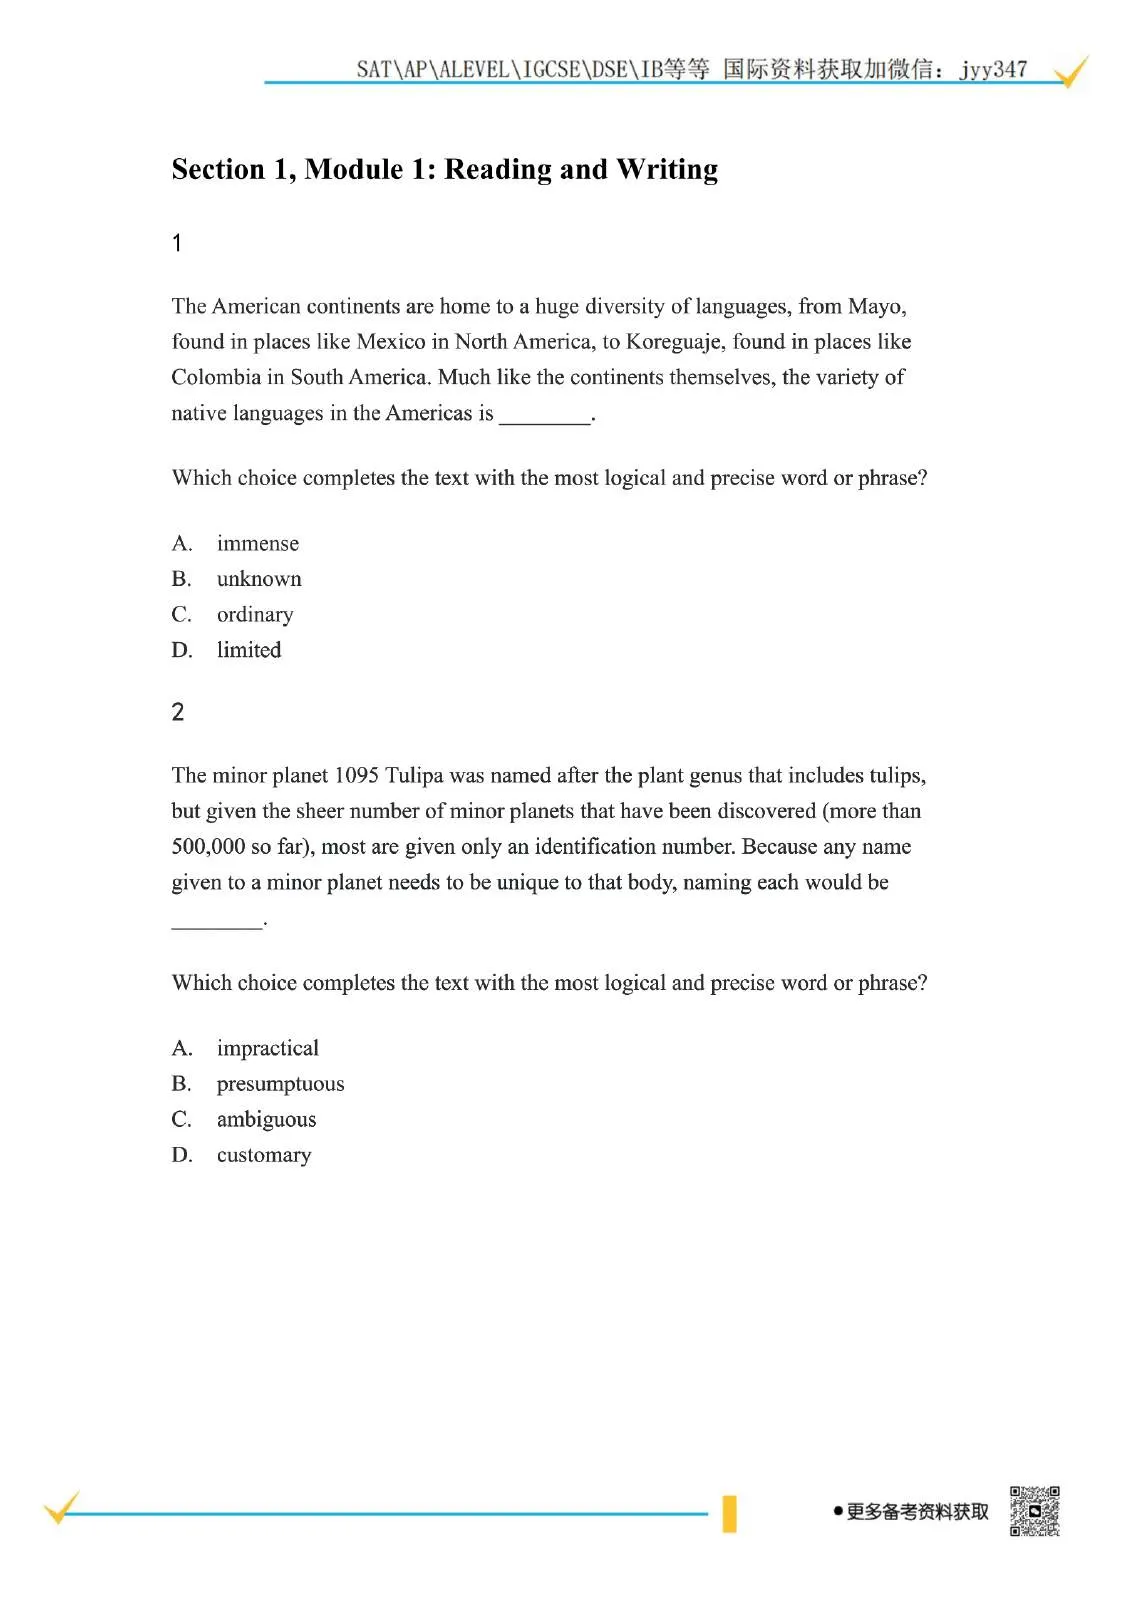 SAT\AP\ALEVEL\IGCSE\DSE\IB等等 国际资料获取加微信：jyy347
Section 1, Module 1: Reading and Writing
1
The American continents are home to a huge diversity of languages, from Mayo,
found in places like Mexico in North America, to Koreguaje, found in places like
Colombia in South America. Much like the continents themselves, the variety of
native languages in the Americas is ________.
Which choice completes the text with the most logical and precise word or phrase?
A. immense
B. unknown
C. ordinary
D. limited
2
The minor planet 1095 Tulipa was named after the plant genus that includes tulips,
but given the sheer number of minor planets that have been discovered (more than
500,000 so far), most are given only an identification number. Because any name
given to a minor planet needs to be unique to that body, naming each would be
________.
Which choice completes the text with the most logical and precise word or phrase?
A. impractical
B. presumptuous
C. ambiguous
D. customary
●更多备考资料获取